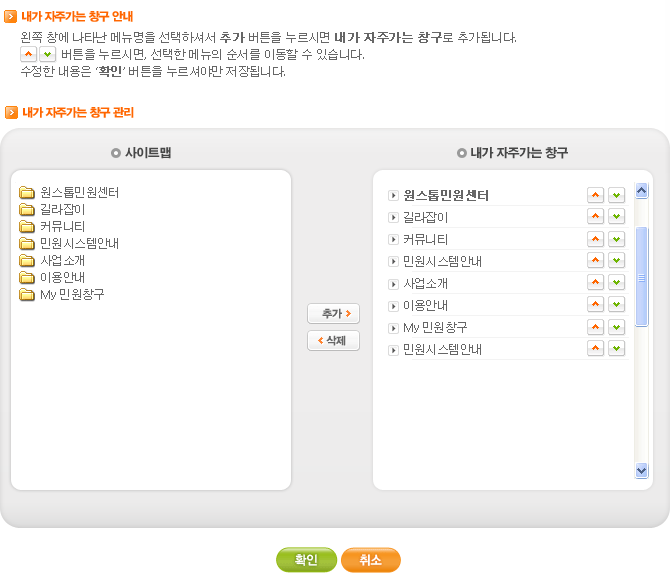 내가 자주가는 창구 안내
왼쪽 창에 나타난 메뉴명을 선택하셔서 추가 버튼을 누르시면 내가 자주가는 창구로 추가됩니다.
버튼을 누르시면, 선택한 메뉴의 순서를 이동할 수 있습니다.
수정한 내용은 '확인' 버튼을 누르셔야만 저장됩니다.
내가 자주가는 창구 관리
사이트맵
원스톱민원센터
길라잡이
커뮤니티
민원시스템안내
사업소개
이용안내
My 민원창구
추가
삭제
내가 자주가는 창구
원스톱민원센터
길라잡이
커뮤니티
민원시스템안내
사업소개
이용안내
My 민원창구
민원시스템안내
확인 취소